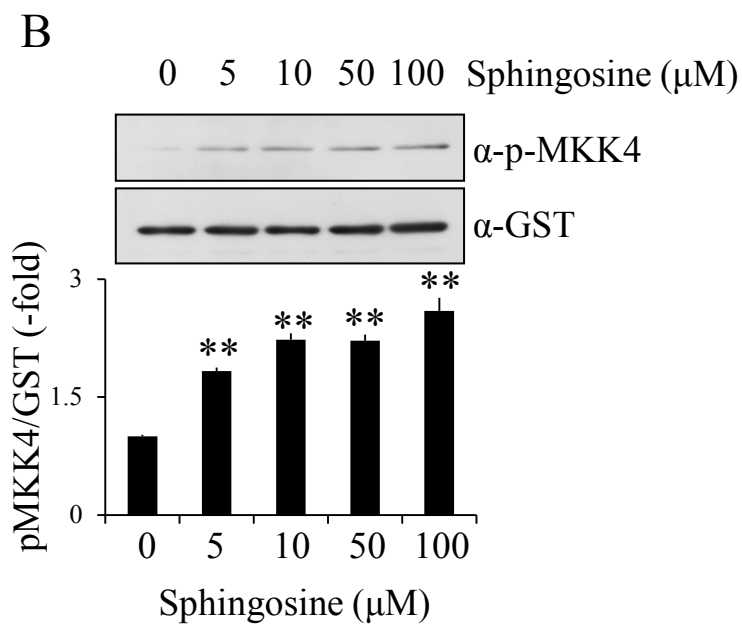 B
0 5 10 50 100 Sphingosine (μM)
α-p-MKK4
α-GST
pMKK4/GST (-fold)
3
1.5
0
** ** ** **
0 5 10 50 100
Sphingosine (μM)